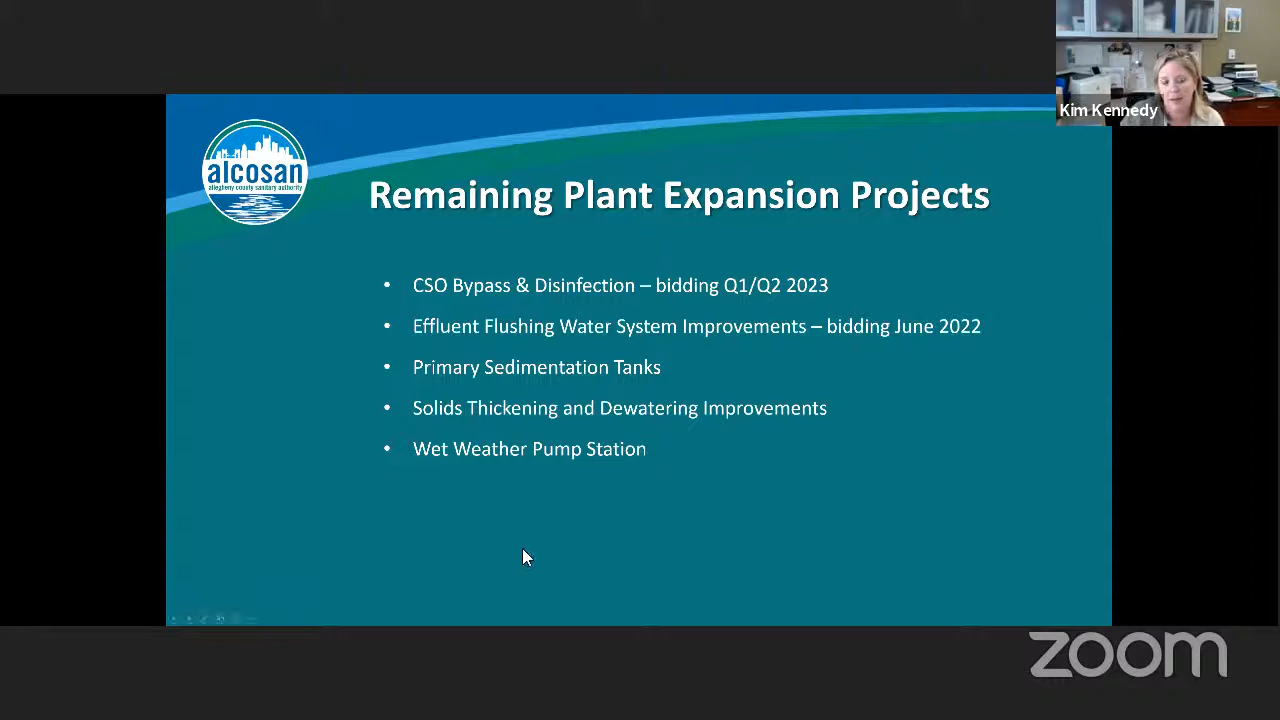 Kim Kennedy
alcosan
allegheny county sanitary authority
Remaining Plant Expansion Projects
• CSO Bypass & Disinfection – bidding Q1/Q2 2023
• Effluent Flushing Water System Improvements – bidding June 2022
• Primary Sedimentation Tanks
• Solids Thickening and Dewatering Improvements
• Wet Weather Pump Station
zoom